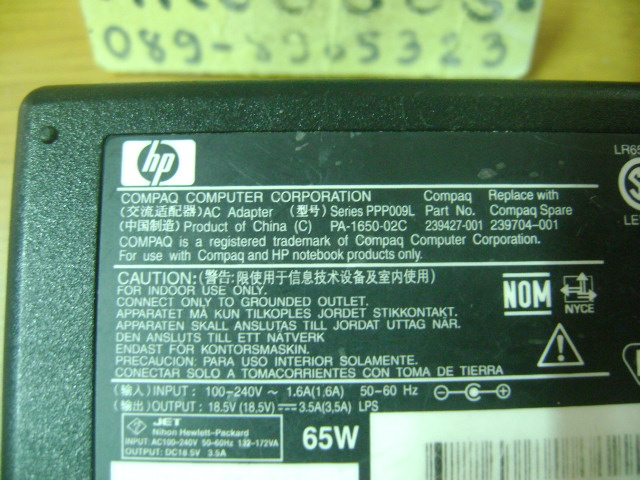 089-8965323
hp
LR65
COMPAQ COMPUTER CORPORATION Compaq Replace with
(交流适配器) AC Adapter (型号) Series PPP009L Part No. Compaq Spare
(中国制造) Product of China (C) PA-1650-02C 239427-001 239704-001
COMPAQ is a registered trademark of Compaq Computer Corporation.
For use with Compaq and HP notebook products only.
LE
CAUTION: (警告:限使用于信息技术设备及室内使用)
FOR INDOOR USE ONLY.
CONNECT ONLY TO GROUNDED OUTLET.
APPARATET MÅ KUN TILKOPLES JORDET STIKKONTAKT.
APPARATEN SKALL ANSLUTAS TILL JORDAT UTTAG NÄR.
DEN ANSLUTS TILL ETT NÄTVERK
ENDAST FOR KONTORSMASKIN.
PRECAUCION: PARA USO INTERIOR SOLAMENTE.
CONECTAR SOLO A TOMACORRIENTES CON TOMA DE TIERRA
NOM NYCE
(输入) INPUT: 100-240V ~ 1.6A(1.6A) 50-60 Hz
(输出) OUTPUT: 18.5V (18.5V) 3.5A(3,5A) LPS
JET
Nihon Hewlett-Packard
INPUT: AC100-240V 50-60Hz 132-172VA
OUTPUT: DC18.5V 3.5A
65W